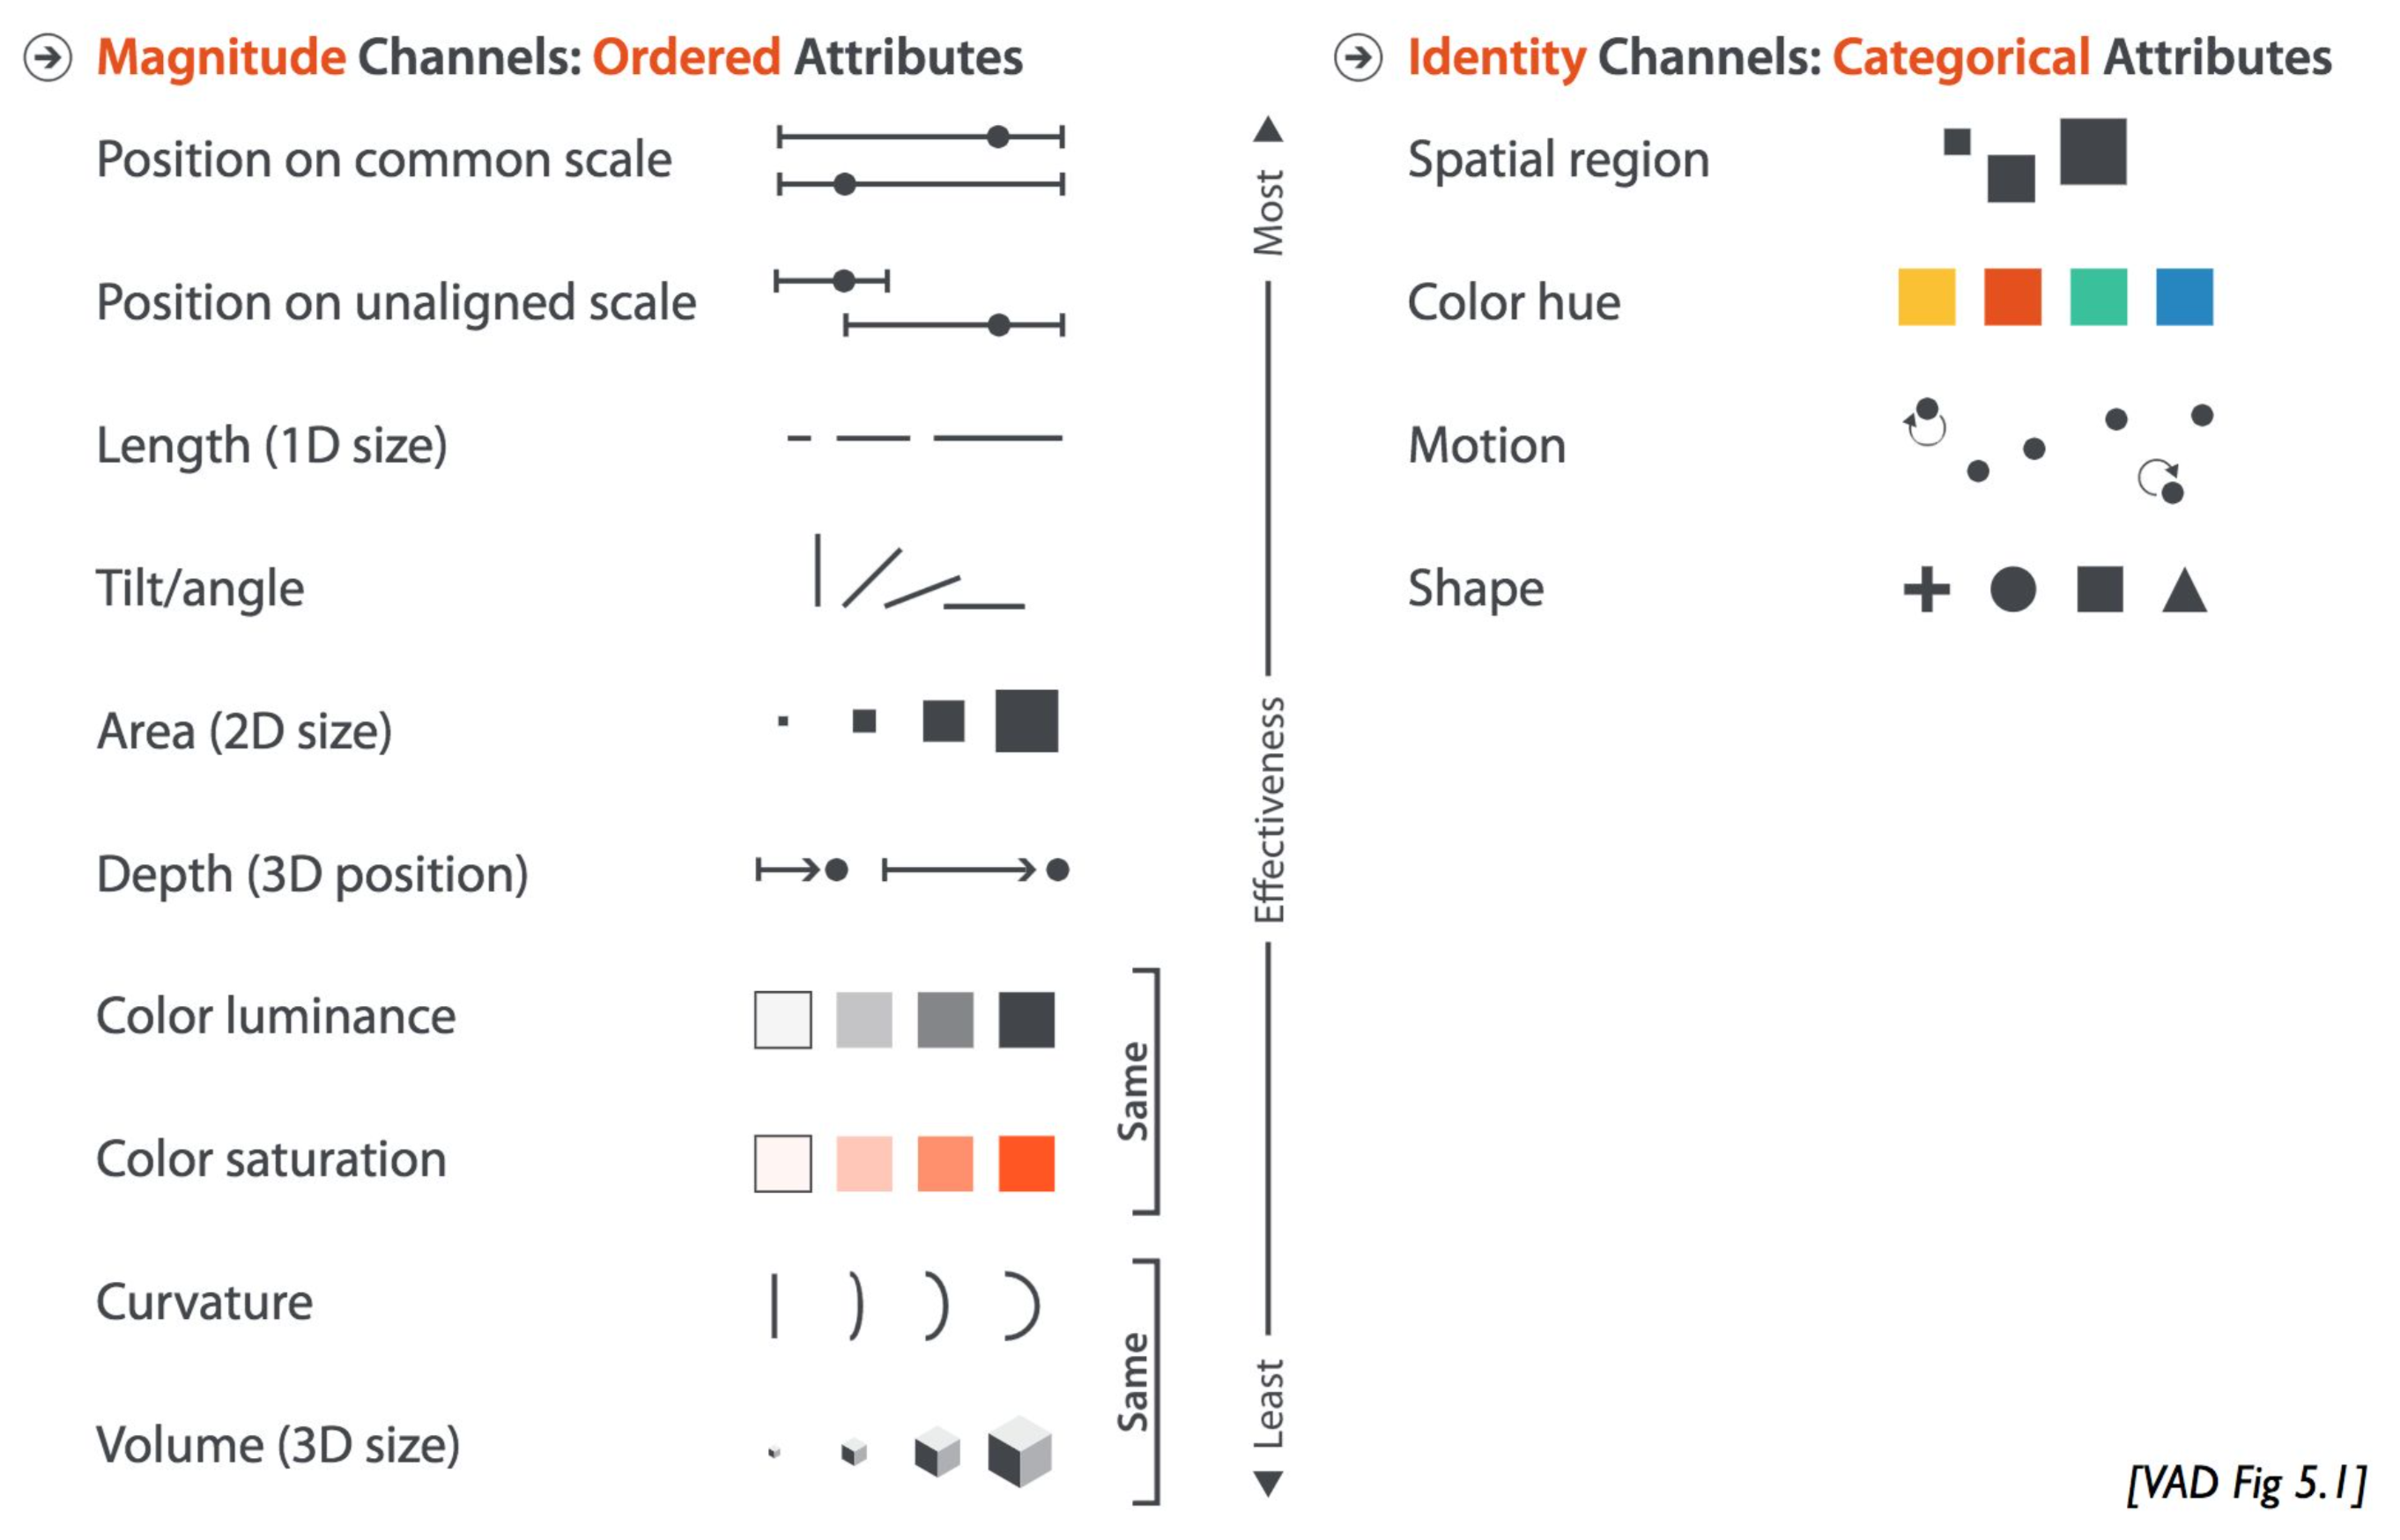 Magnitude Channels: Ordered Attributes
Position on common scale
Position on unaligned scale
Length (1D size)
Tilt/angle
Area (2D size)
Depth (3D position)
Color luminance
Color saturation
Same
Curvature
Volume (3D size)
Same
Most
Effectiveness
Least
Identity Channels: Categorical Attributes
Spatial region
Color hue
Motion
Shape
[VAD Fig 5.1]